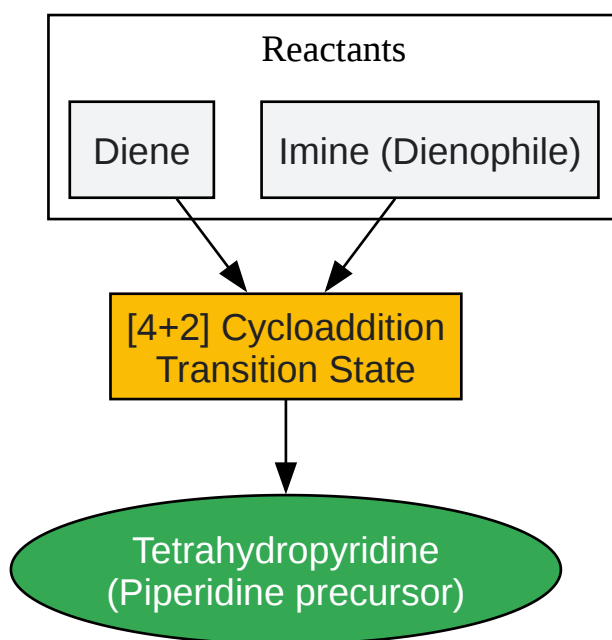 Reactants
Diene
Imine (Dienophile)
[4+2] Cycloaddition
Transition State
Tetrahydropyridine
(Piperidine precursor)